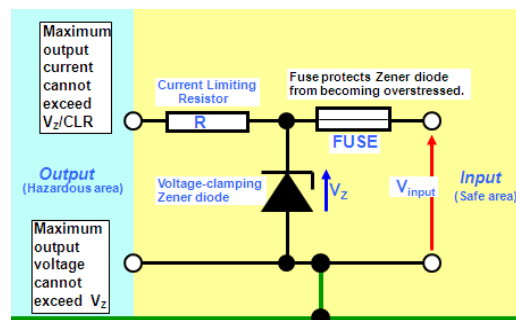 Maximum
output
current
cannot
exceed
Vz/CLR
Current Limiting
Resistor
Fuse protects Zener diode
from becoming overstressed.
R
FUSE
Output
(Hazardous area)
Voltage-clamping
Zener diode
Vz
Vinput
Input
(Safe area)
Maximum
output
voltage
cannot
exceed Vz